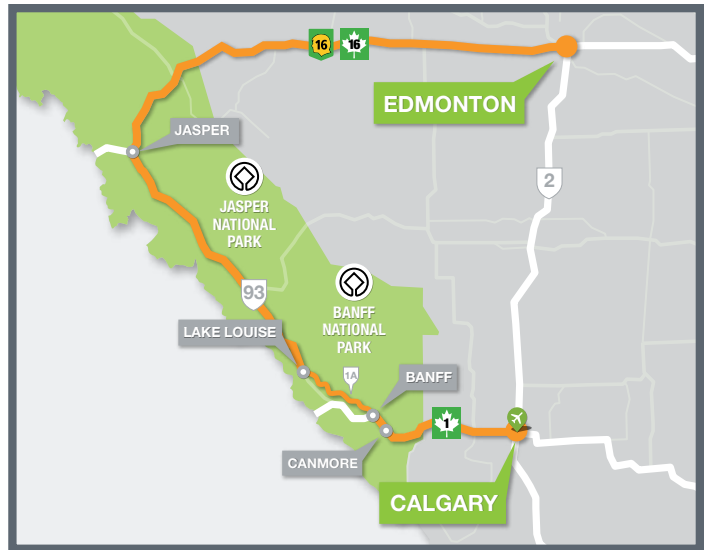 16
16
EDMONTON
JASPER
2
JASPER
NATIONAL
PARK
93
BANFF
NATIONAL
PARK
LAKE LOUISE
1A
BANFF
1
CANMORE
CALGARY